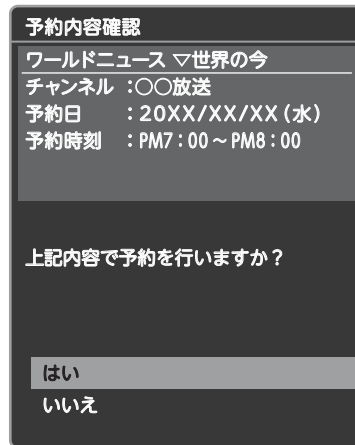 予約内容確認
ワールドニュース ▽世界の今
チャンネル :○○放送
予約日 :20XX/XX/XX(水)
予約時刻 :PM7:00～PM8:00
上記内容で予約を行いますか?
はい
いいえ